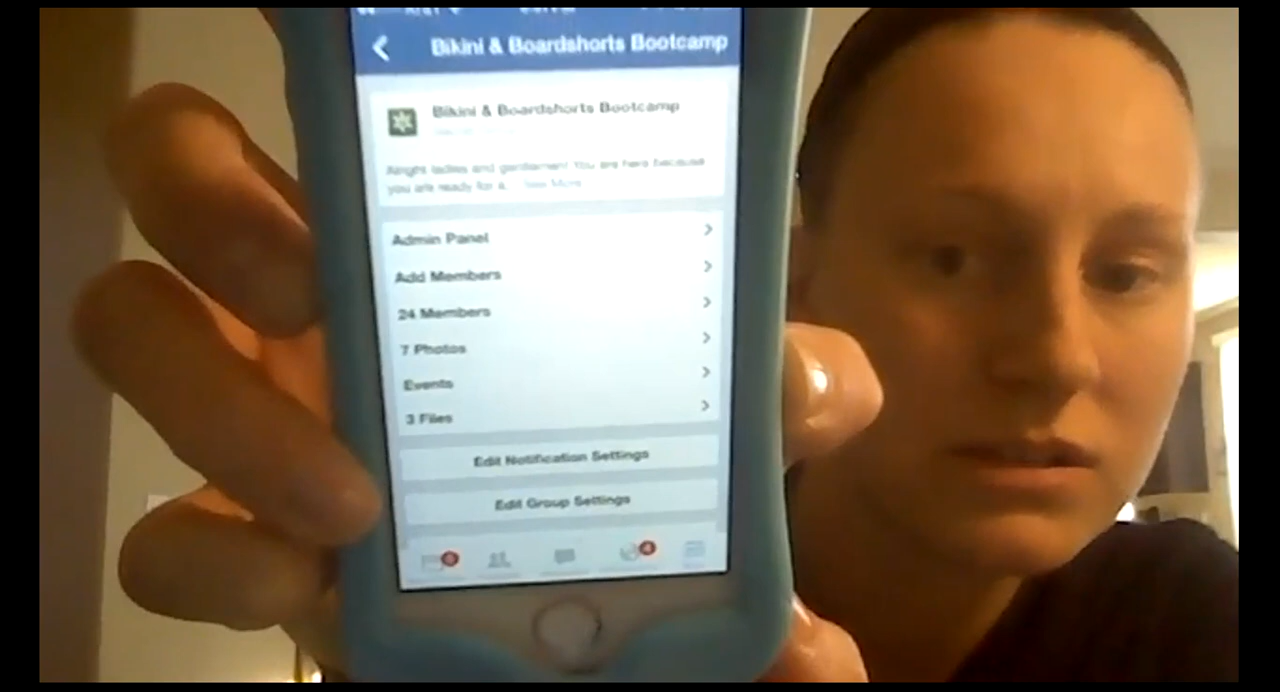 Bikini & Boardshorts Bootcamp
Bikini & Boardshorts Bootcamp
Alright ladies and gentlemen! You are here because
you are ready for a... See More
Admin Panel
Add Members
24 Members
7 Photos
Events
3 Files
Edit Notification Settings
Edit Group Settings
4